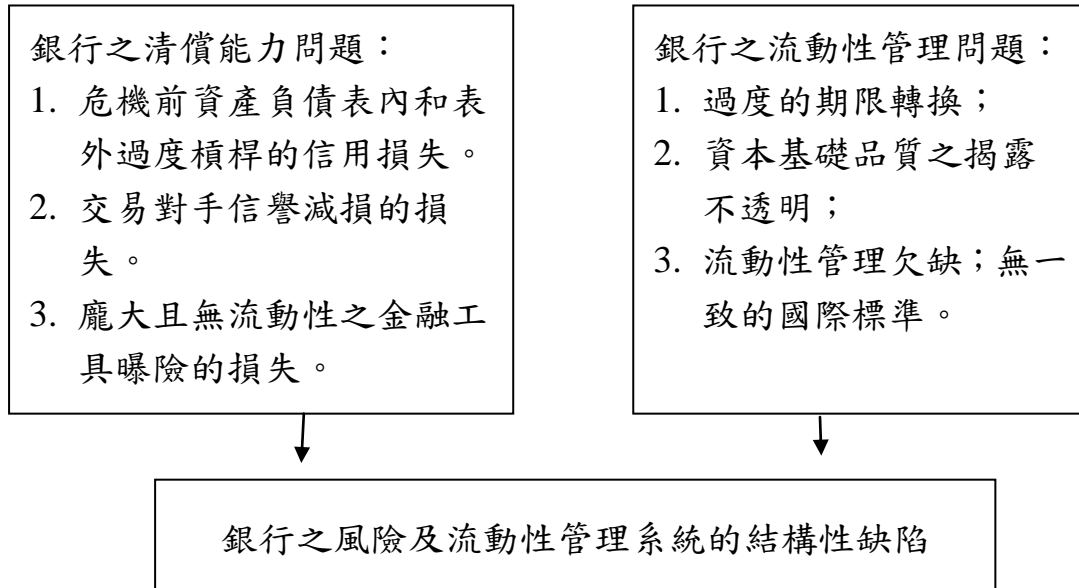 銀行之清償能力問題：
1. 危機前資產負債表內和表
外過度槓桿的信用損失。
2. 交易對手信譽減損的損
失。
3. 龐大且無流動性之金融工
具曝險的損失。
銀行之流動性管理問題：
1. 過度的期限轉換；
2. 資本基礎品質之揭露
不透明；
3. 流動性管理欠缺；無一
致的國際標準。
銀行之風險及流動性管理系統的結構性缺陷